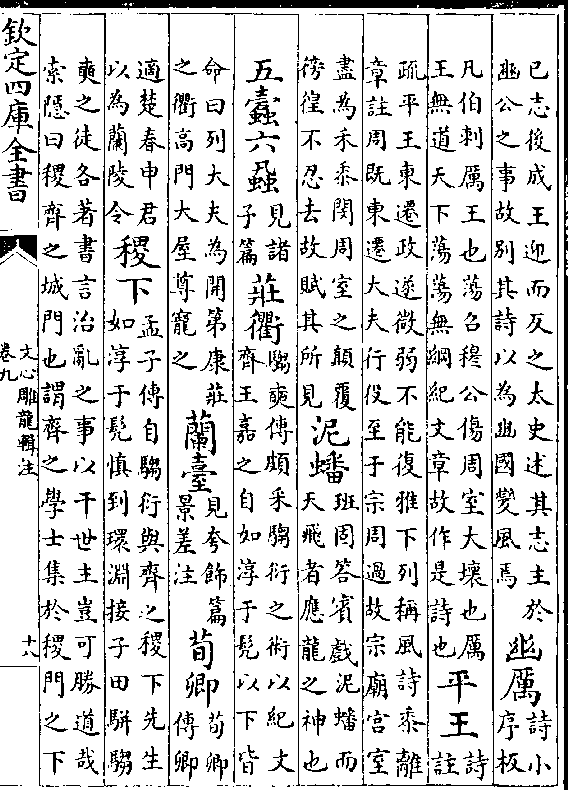 已志後成王迎而反之太史述其志主於
豳公之事故别其詩以為豳國變風焉
幽厲
詩小
序板
凡伯刺厲王也蕩召穆公傷周室大壞也厲
王無道天下蕩蕩無綱紀文章故作是詩也
平王
詩
註
疏平王東遷政遂微弱不能復雅下列稱風詩黍離
章註周既東遷大夫行役至于宗周過故宗廟宫室
盡為禾黍閔周室之顛覆
徬徨不忍去故賦其所見
泥蟠
班固答賓戲泥蟠而
天飛者應龍之神也
五蠹六蝨
見諸
子篇
莊衢
騶奭傳頗采騶衍之術以紀文
齊王嘉之自如淳于髡以下皆
命曰列大夫為開第康莊
之衢高門大屋尊寵之
蘭臺
見夸飾篇
景差注
荀卿
荀卿
傳卿
適楚春申君
以為蘭陵令
稷下
孟子傳自騶衍與齊之稷下先生
如淳于髡慎到環淵接子田駢騶
奭之徒各著書言治亂之事以干世主豈可勝道哉
索隱曰稷齊之城門也謂齊之學士集於稷門之下
欽定四庫全書
文心雕龍輯注
卷九